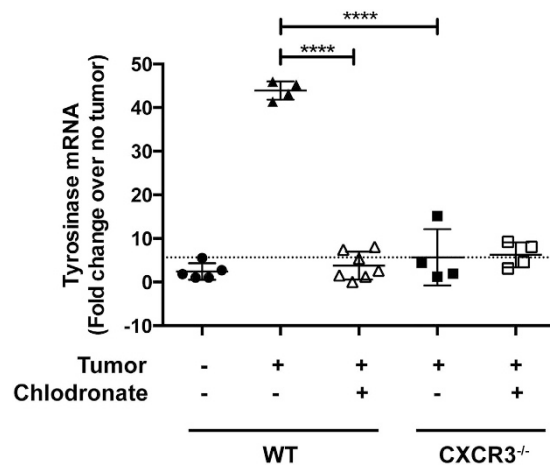 ****
****
Tyrosinase mRNA
(Fold change over no tumor)
50
40
30
20
10
0
-10
Tumor - + + + +
Chlodronate - - + - +
WT CXCR3-/-